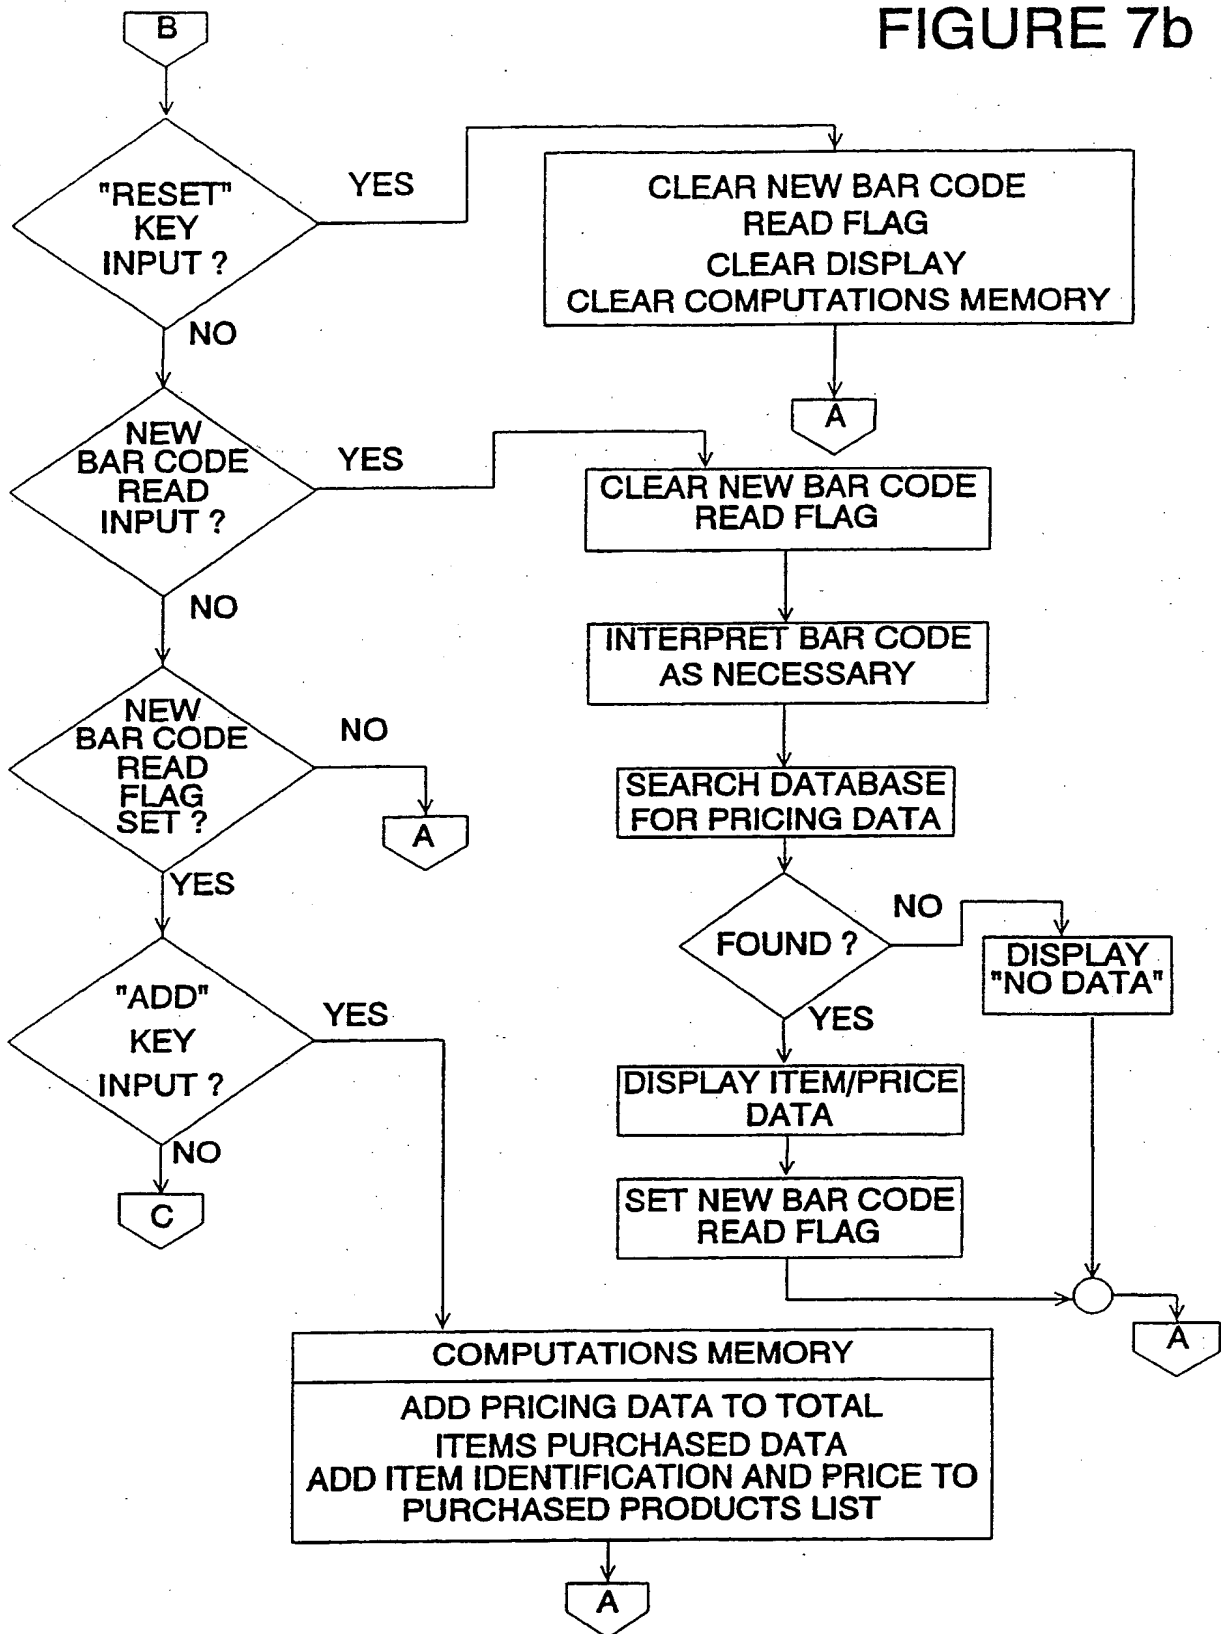 FIGURE 7b
B
"RESET"
KEY
INPUT ?
YES
NO
CLEAR NEW BAR CODE
READ FLAG
CLEAR DISPLAY
CLEAR COMPUTATIONS MEMORY
A
NEW
BAR CODE
READ
INPUT ?
YES
NO
CLEAR NEW BAR CODE
READ FLAG
INTERPRET BAR CODE
AS NECESSARY
NEW
BAR CODE
READ
FLAG
SET ?
NO
A
YES
SEARCH DATABASE
FOR PRICING DATA
FOUND ?
NO
DISPLAY
"NO DATA"
YES
"ADD"
KEY
INPUT ?
YES
NO
C
DISPLAY ITEM/PRICE
DATA
SET NEW BAR CODE
READ FLAG
A
COMPUTATIONS MEMORY
ADD PRICING DATA TO TOTAL
ITEMS PURCHASED DATA
ADD ITEM IDENTIFICATION AND PRICE TO
PURCHASED PRODUCTS LIST
A